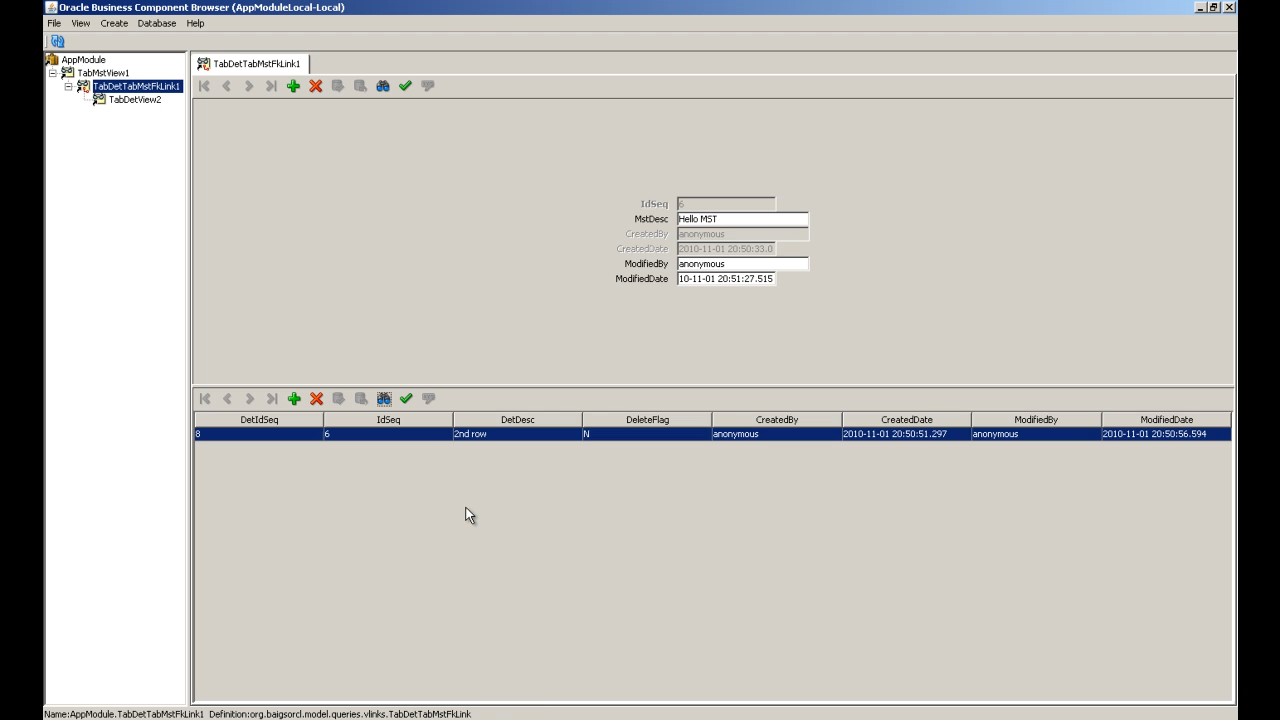 Oracle Business Component Browser (AppModuleLocal-Local)
File View Create Database Help
AppModule
TabMstView1
TabDetTabMstFkLink1
TabDetView2
TabDetTabMstFkLink1
IdSeq 6
MstDesc Hello MST
CreatedBy anonymous
CreatedDate 2010-11-01 20:50:33.0
ModifiedBy anonymous
ModifiedDate 10-11-01 20:51:27.515
DetIdSeq IdSeq DetDesc DeleteFlag CreatedBy CreatedDate ModifiedBy ModifiedDate
8 6 2nd row N anonymous 2010-11-01 20:50:51.297 anonymous 2010-11-01 20:50:56.594
Name:AppModule.TabDetTabMstFkLink1 Definition:org.baigsorcl.model.queries.vlinks.TabDetTabMstFkLink